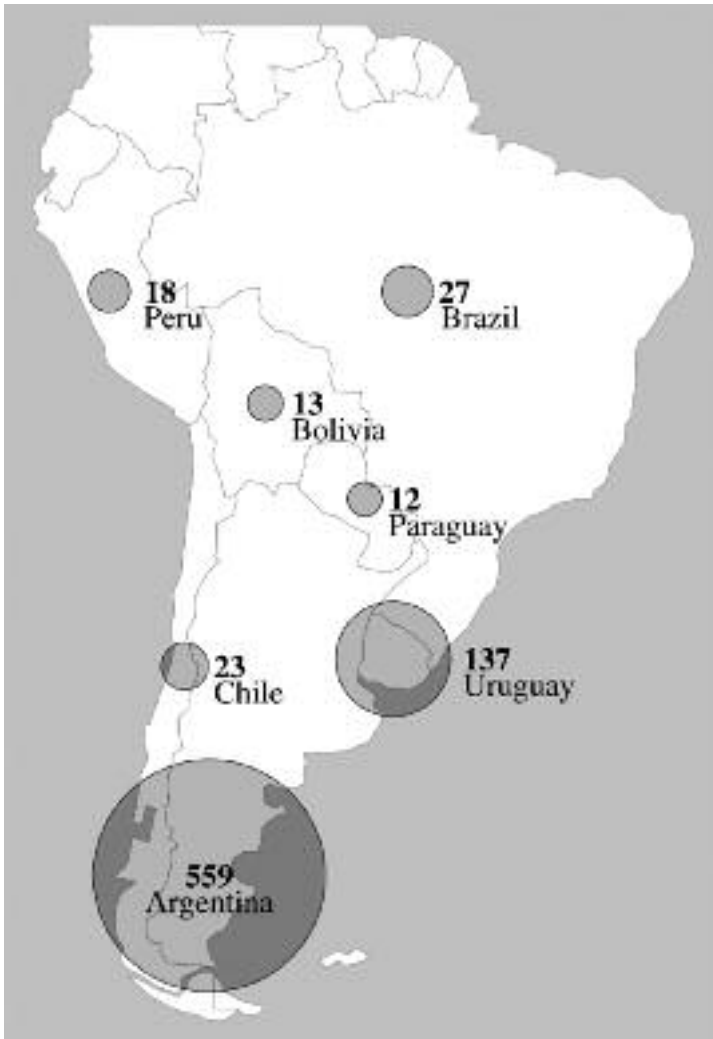 18
Peru
27
Brazil
13
Bolivia
12
Paraguay
23
Chile
137
Uruguay
559
Argentina